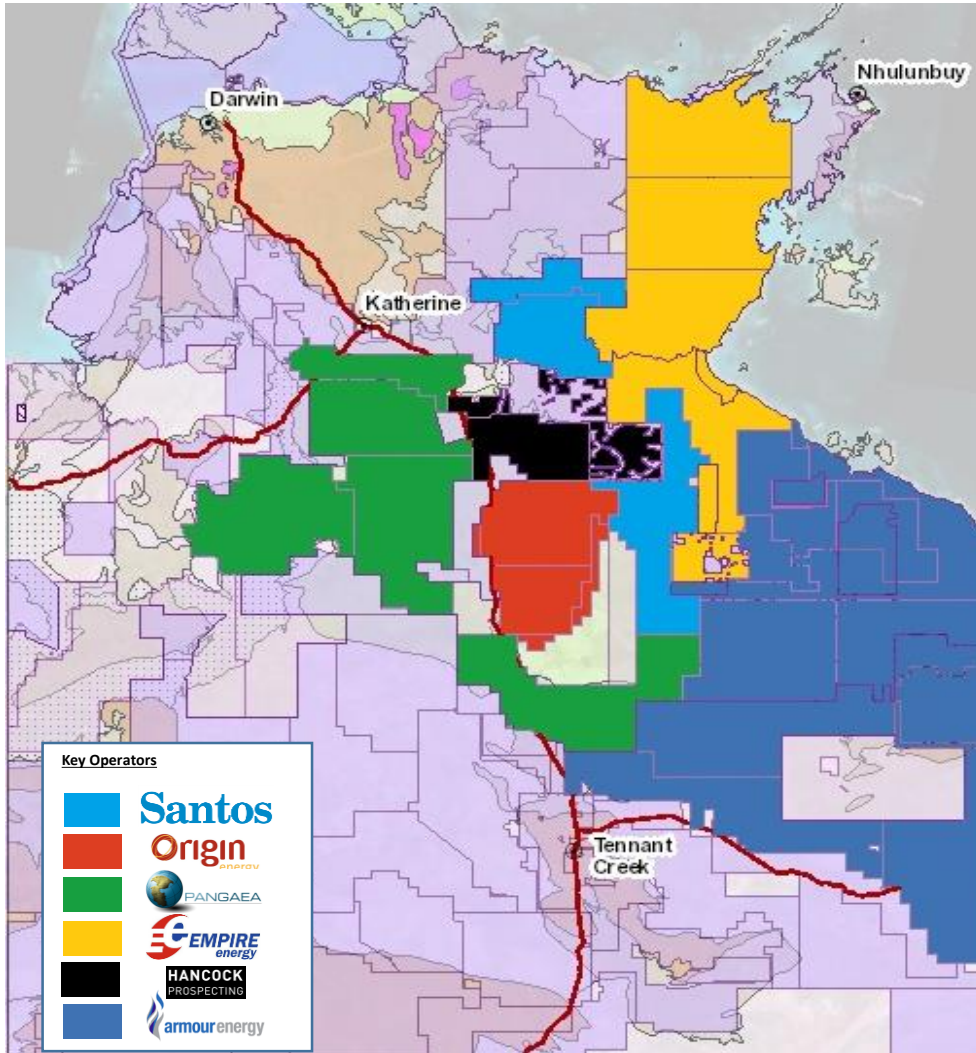 Nhulunbuy
Darwin
Katherine
Key Operators
Santos
Origin
energy
PANGAEA
EMPIRE
energy
HANCOCK
PROSPECTING
armourenergy
Tennant
Creek